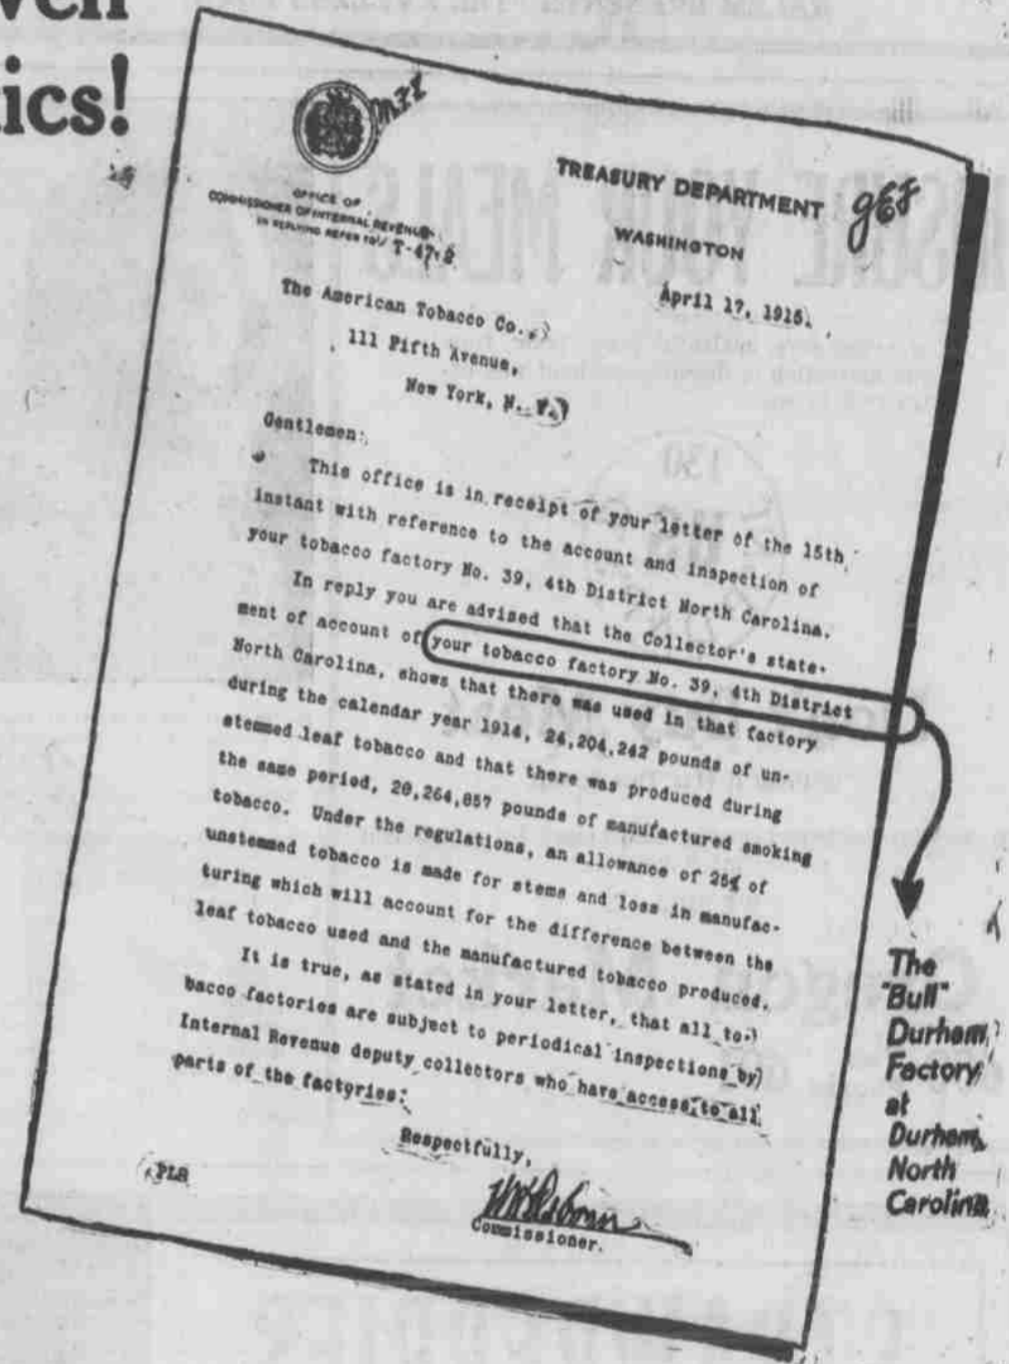 tics!
OFFICE OF
COMMISSIONER OF INTERNAL REVENUE
IN REPLYING REFER TO
TREASURY DEPARTMENT
WASHINGTON
April 17, 1915.
The American Tobacco Co.,
111 Fifth Avenue,
New York, N. Y.
Gentlemen:
This office is in receipt of your letter of the 15th
instant with reference to the account and inspection of
your tobacco factory No. 39, 4th District North Carolina.
In reply you are advised that the Collector's state-
ment of account of your tobacco factory No. 39, 4th District
North Carolina, shows that there was used in that factory
during the calendar year 1914, 24,204,242 pounds of un-
stemmed leaf tobacco and that there was produced during
the same period, 20,264,857 pounds of manufactured smoking
tobacco. Under the regulations, an allowance of 25% of
unstemmed tobacco is made for stems and loss in manufac-
turing which will account for the difference between the
leaf tobacco used and the manufactured tobacco produced.
It is true, as stated in your letter, that all to-
bacco factories are subject to periodical inspections by
Internal Revenue deputy collectors who have access to all
parts of the factories.
Respectfully,
Commissioner.
PLR
The
"Bull"
Durham
Factory
at
Durham,
North
Carolina